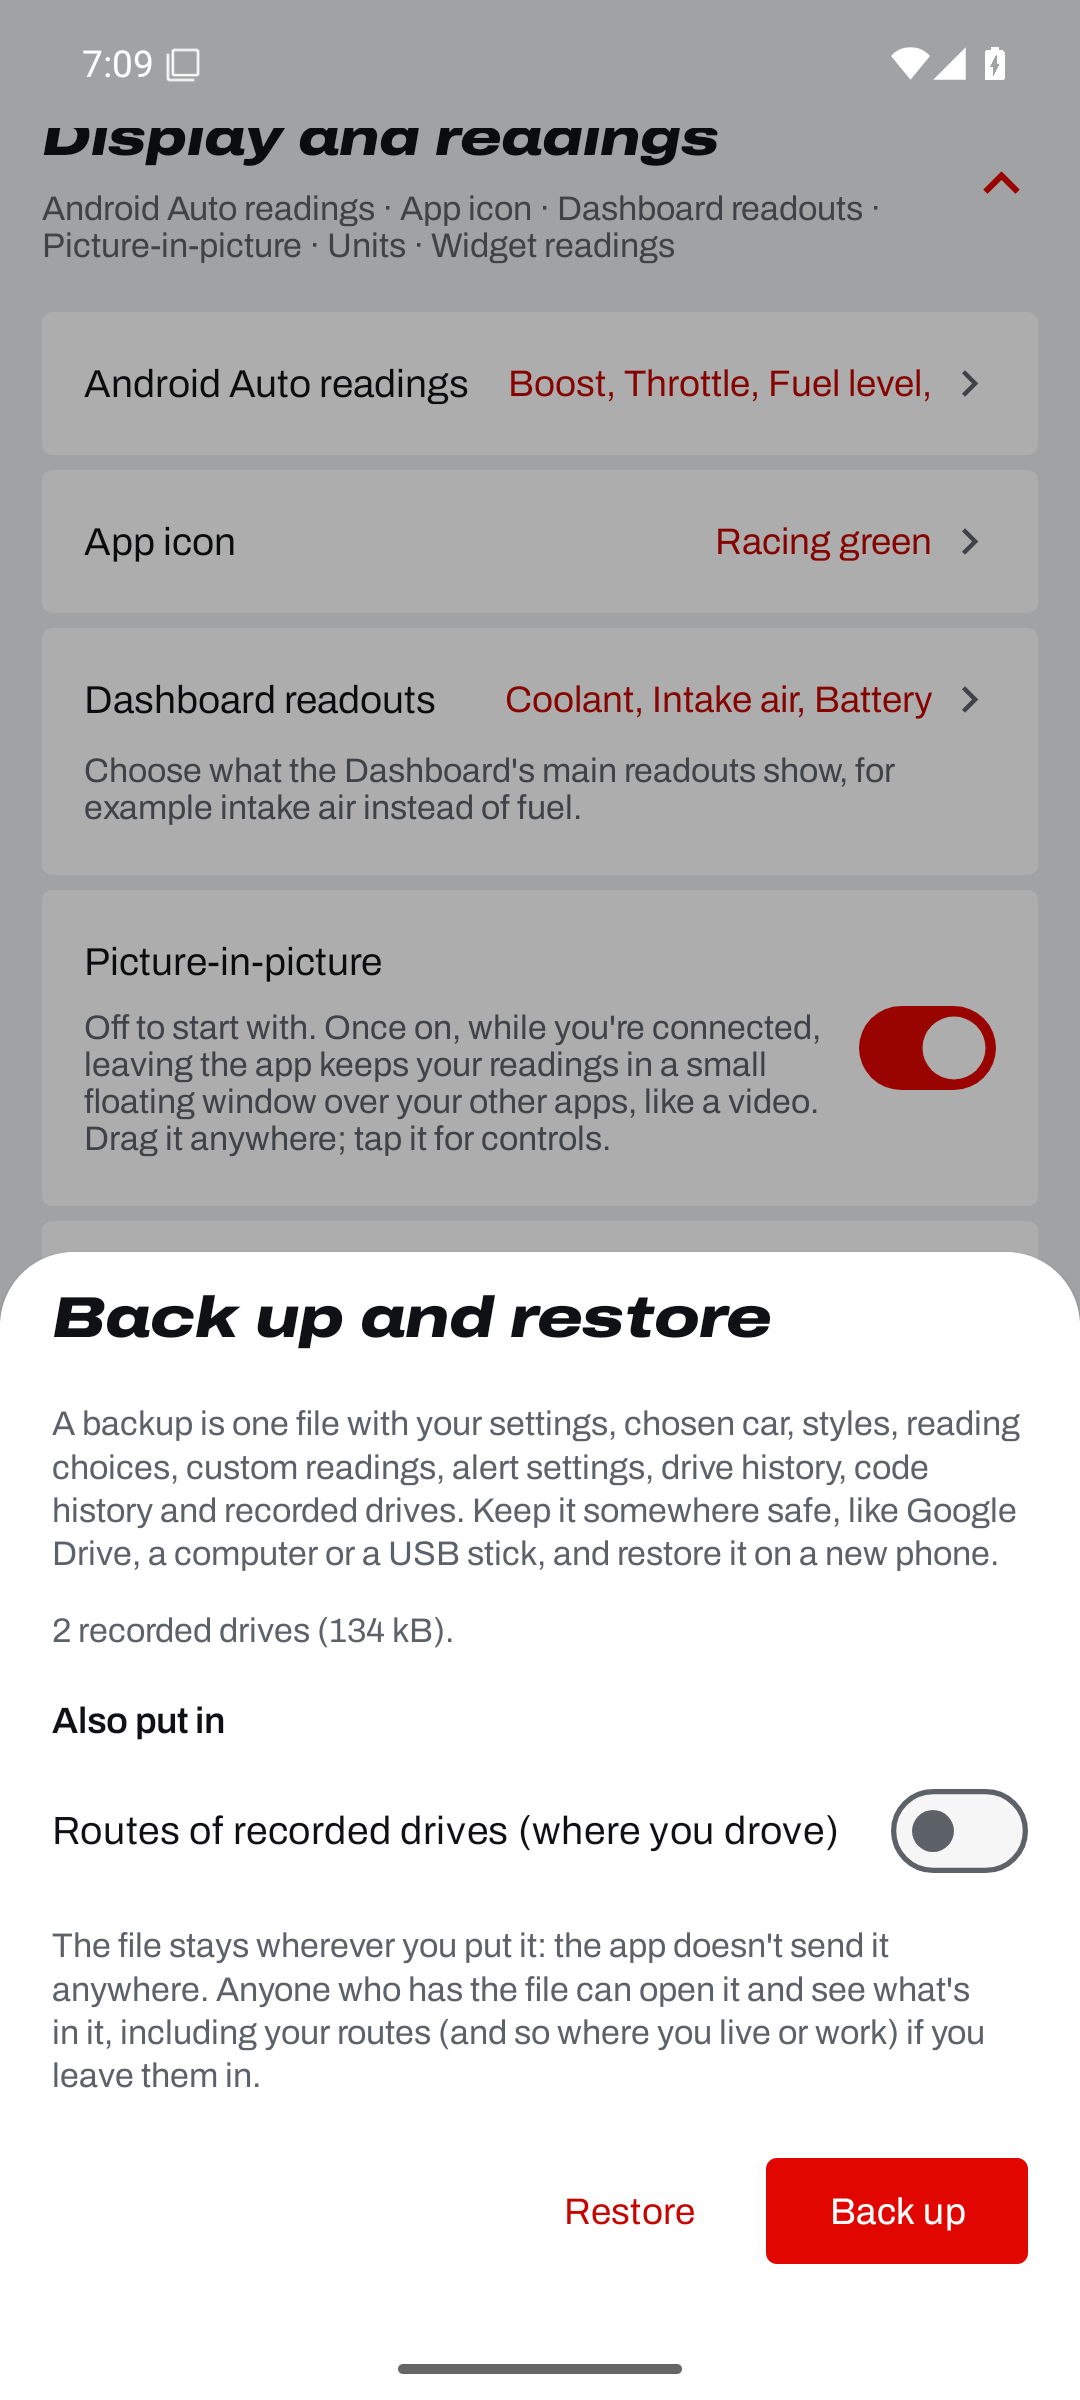 7:09
Display and readings
Android Auto readings · App icon · Dashboard readouts ·
Picture-in-picture · Units · Widget readings
Android Auto readings
Boost, Throttle, Fuel level,
App icon
Racing green
Dashboard readouts
Coolant, Intake air, Battery
Choose what the Dashboard's main readouts show, for
example intake air instead of fuel.
Picture-in-picture
Off to start with. Once on, while you're connected,
leaving the app keeps your readings in a small
floating window over your other apps, like a video.
Drag it anywhere; tap it for controls.
Back up and restore
A backup is one file with your settings, chosen car, styles, reading
choices, custom readings, alert settings, drive history, code
history and recorded drives. Keep it somewhere safe, like Google
Drive, a computer or a USB stick, and restore it on a new phone.
2 recorded drives (134 kB).
Also put in
Routes of recorded drives (where you drove)
The file stays wherever you put it: the app doesn't send it
anywhere. Anyone who has the file can open it and see what's
in it, including your routes (and so where you live or work) if you
leave them in.
Restore
Back up